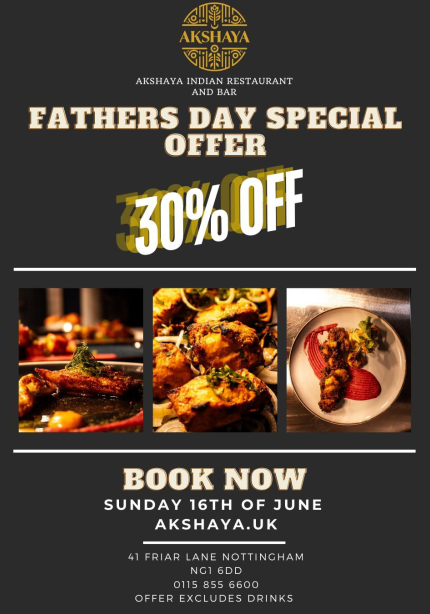 AKSHAYA
AKSHAYA INDIAN RESTAURANT
AND BAR
FATHERS DAY SPECIAL
OFFER
30% OFF
BOOK NOW
SUNDAY 16TH OF JUNE
AKSHAYA.UK
41 FRIAR LANE NOTTINGHAM
NG1 6DD
0115 855 6600
OFFER EXCLUDES DRINKS